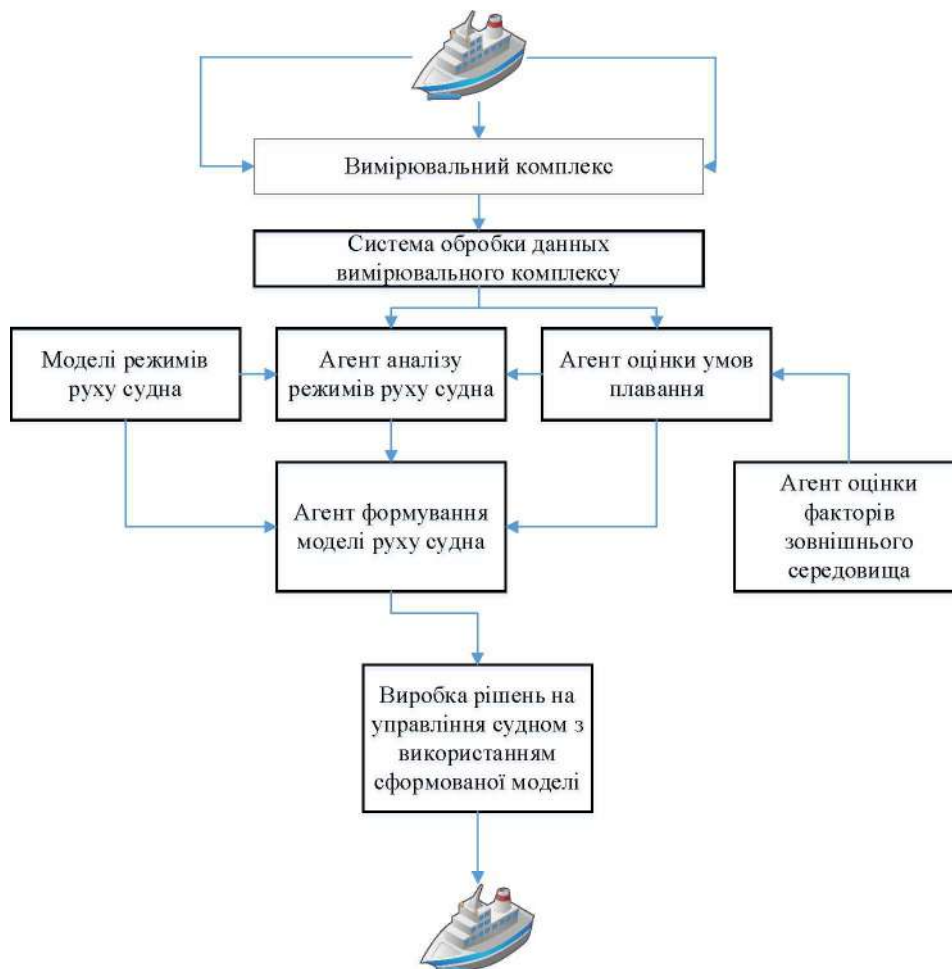 Вимірювальний комплекс
Система обробки данных
вимірювального комплексу
Моделі режимів
руху судна
Агент аналізу
режимів руху судна
Агент оцінки умов
плавання
Агент формування
моделі руху судна
Агент оцінки
факторів
зовнішнього
середовища
Виробка рішень на
управління судном з
використанням
сформованої моделі